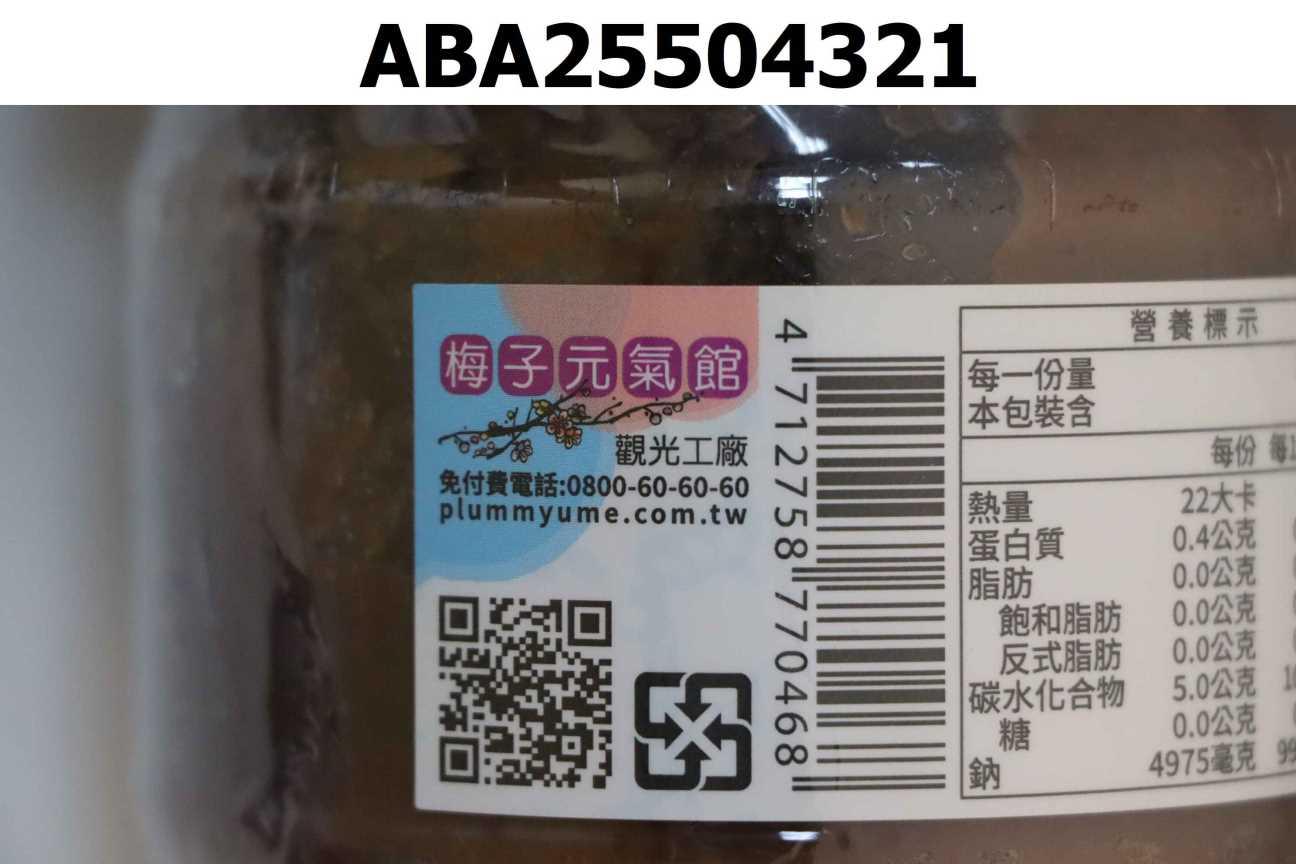 ABA25504321
梅子元氣館
觀光工廠
免付費電話:0800-60-60-60
plummyume.com.tw
4 712758 770468
營養標示
每一份量
本包裝含
每份 每1
熱量 22大卡
蛋白質 0.4公克
脂肪 0.0公克
飽和脂肪 0.0公克
反式脂肪 0.0公克
碳水化合物 5.0公克 10
糖 0.0公克
鈉 4975毫克 99